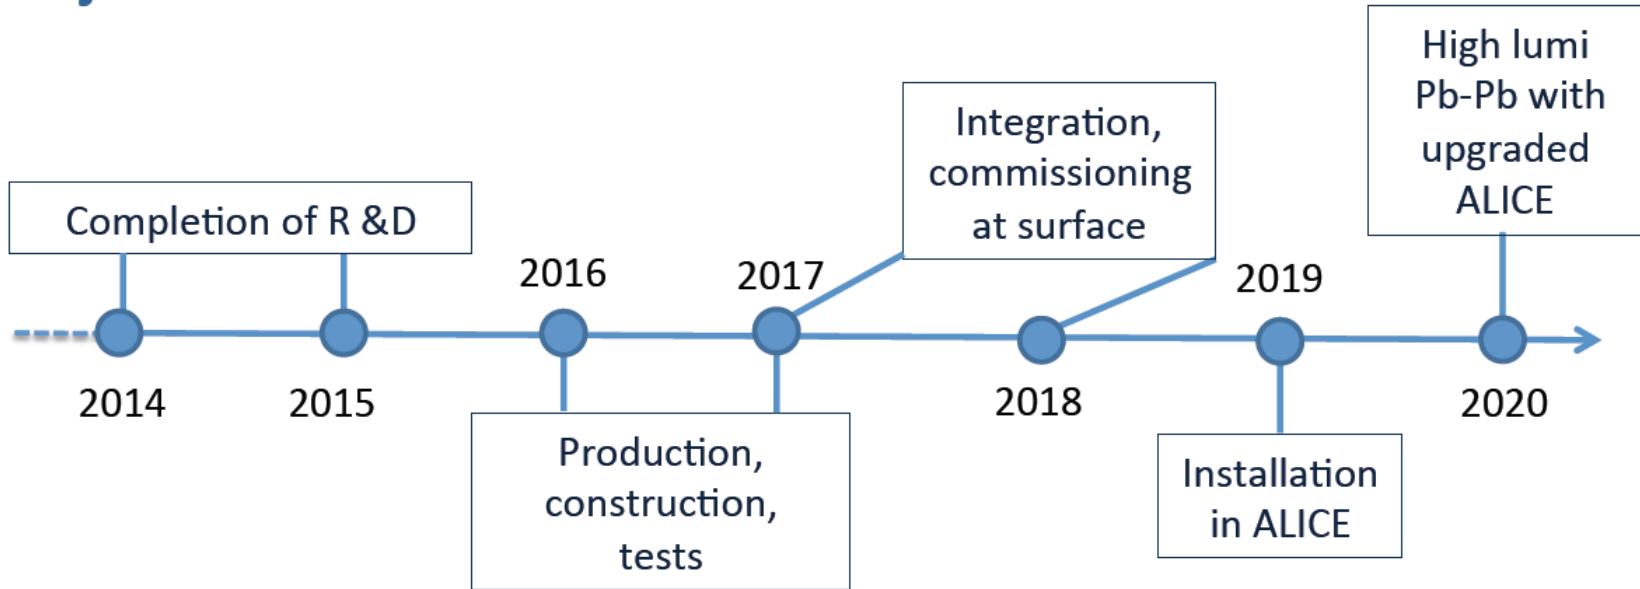 High lumi
Pb-Pb with
upgraded
ALICE
Integration,
commissioning
at surface
Completion of R &D
2016
2017
2019
2014
2015
2018
2020
Production,
construction,
tests
Installation
in ALICE